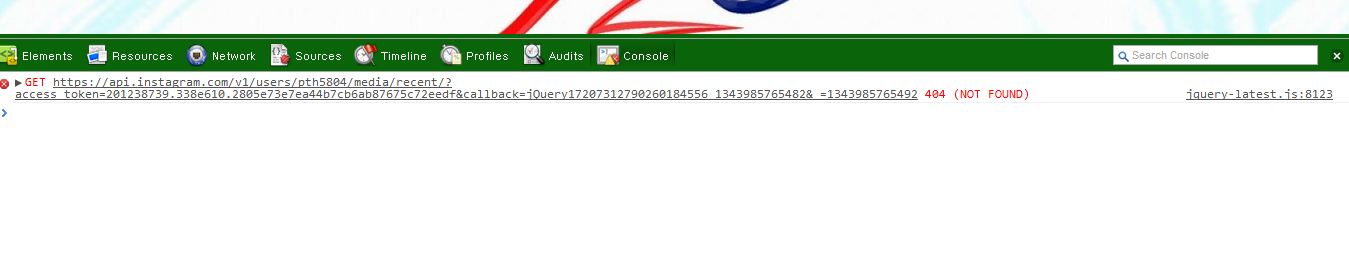 Elements Resources Network Sources Timeline Profiles Audits Console Search Console
GET https://api.instagram.com/v1/users/pth5804/media/recent/?
access_token=201238739.338e610.2805e73e7ea44b7cb6ab87675c72eedf&callback=jQuery17207312790260184556_1343985765482&_=1343985765492 404 (NOT FOUND) jquery-latest.js:8123